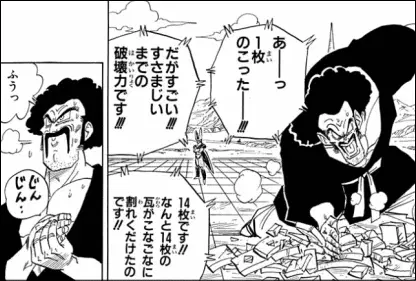 あーーっ
1枚
のこった――!!!
だがすごい!!!!
すさまじい
までの
破壊力です!!!
14枚です!!
なんと14枚の
瓦がこなごなに
割れくだけたの
です!!
ふうっ
じん
じん…